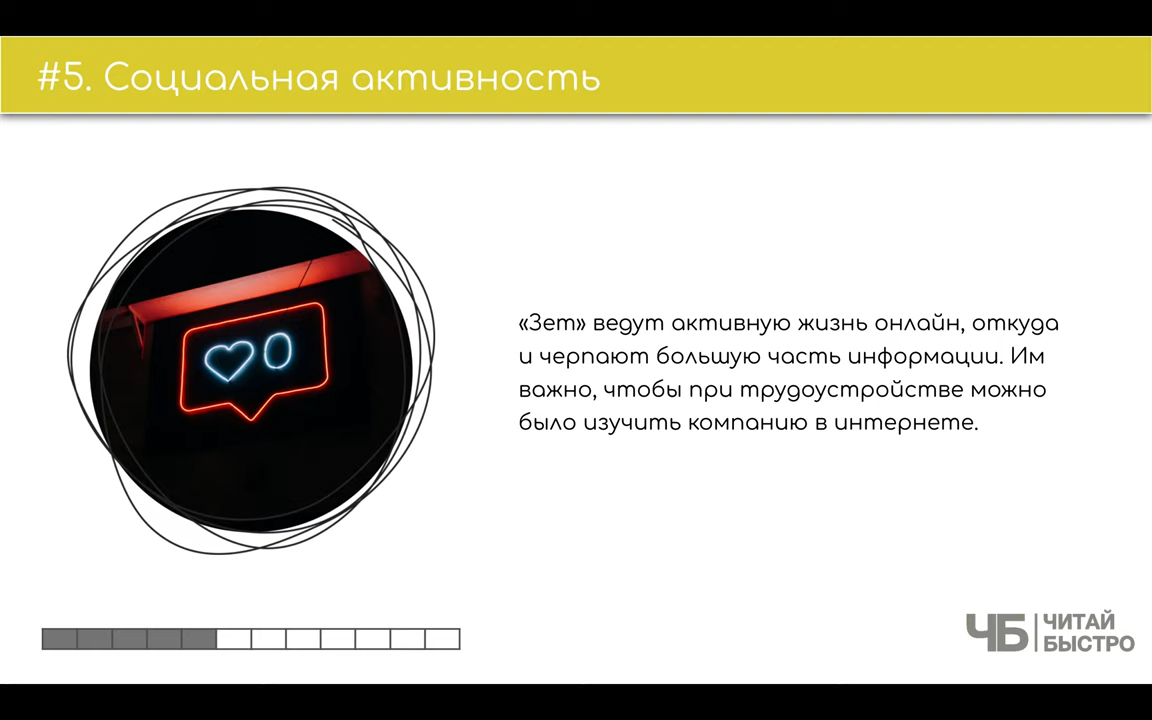 #5. Социальная активность
0
«Зет» ведут активную жизнь онлайн, откуда
и черпают большую часть информации. Им
важно, чтобы при трудоустройстве можно
было изучить компанию в интернете.
ЧБ | ЧИТАЙ
БЫСТРО